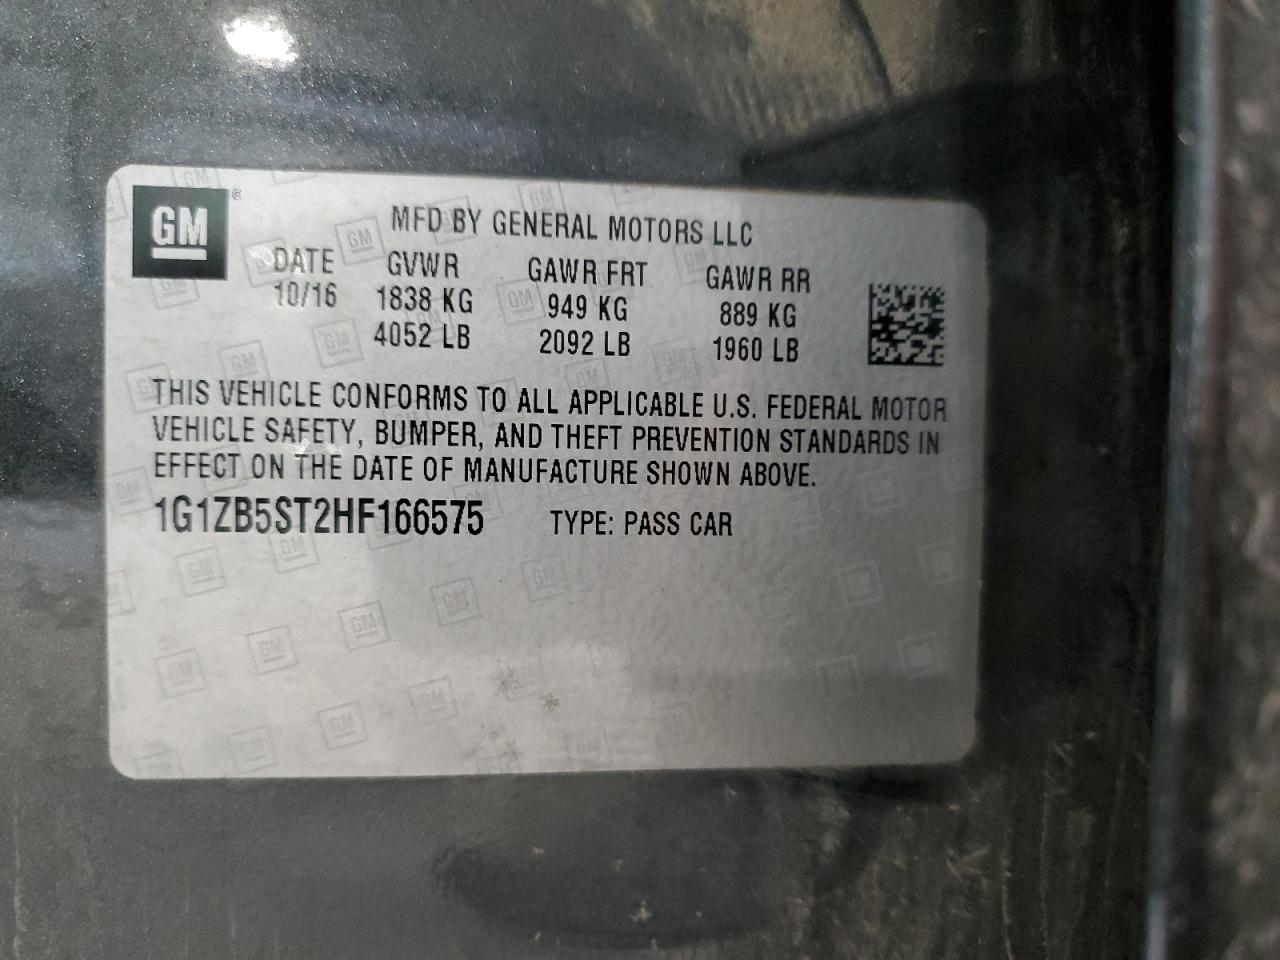 GM ®
MFD BY GENERAL MOTORS LLC
DATE GVWR GAWR FRT GAWR RR
10/16 1838 KG 949 KG 889 KG
4052 LB 2092 LB 1960 LB
THIS VEHICLE CONFORMS TO ALL APPLICABLE U.S. FEDERAL MOTOR
VEHICLE SAFETY, BUMPER, AND THEFT PREVENTION STANDARDS IN
EFFECT ON THE DATE OF MANUFACTURE SHOWN ABOVE.
1G1ZB5ST2HF166575 TYPE: PASS CAR